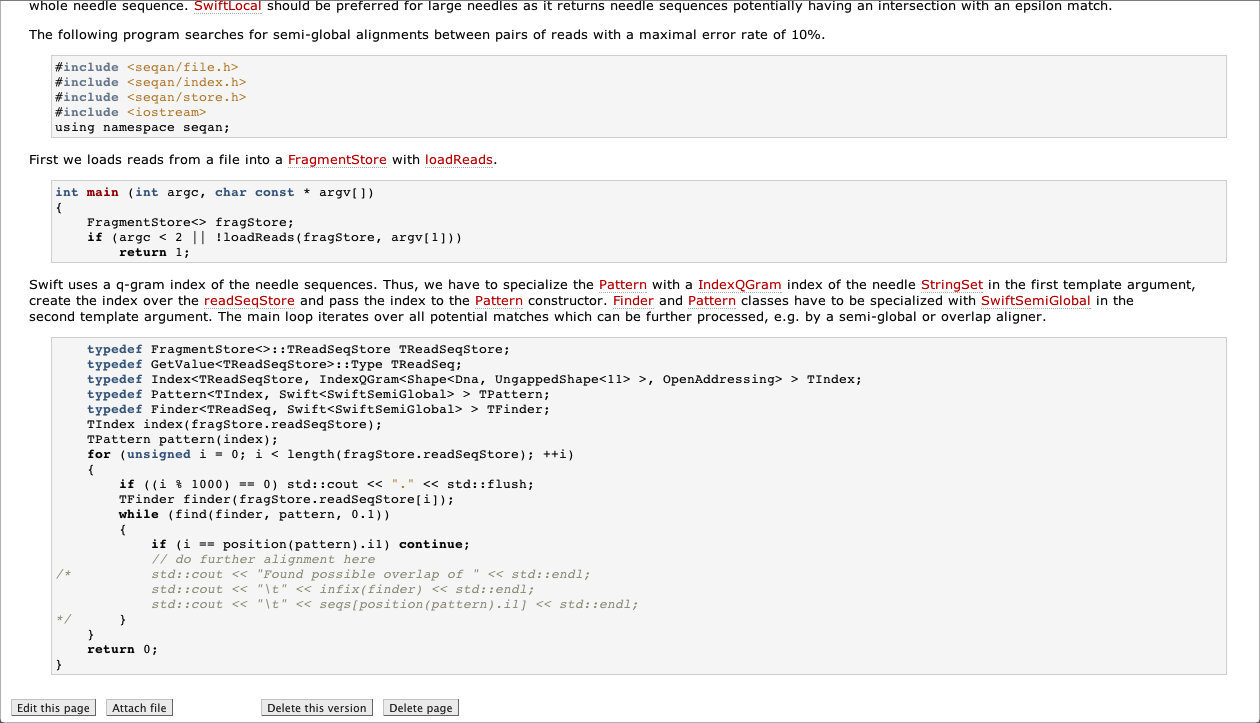 whole needle sequence. SwiftLocal should be preferred for large needles as it returns needle sequences potentially having an intersection with an epsilon match.
The following program searches for semi-global alignments between pairs of reads with a maximal error rate of 10%.
#include <seqan/file.h>
#include <seqan/index.h>
#include <seqan/store.h>
#include <iostream>
using namespace seqan;
First we loads reads from a file into a FragmentStore with loadReads.
int main (int argc, char const * argv[])
{
    FragmentStore<> fragStore;
    if (argc < 2 || !loadReads(fragStore, argv[1]))
        return 1;
Swift uses a q-gram index of the needle sequences. Thus, we have to specialize the Pattern with a IndexQGram index of the needle StringSet in the first template argument,
create the index over the readSeqStore and pass the index to the Pattern constructor. Finder and Pattern classes have to be specialized with SwiftSemiGlobal in the
second template argument. The main loop iterates over all potential matches which can be further processed, e.g. by a semi-global or overlap aligner.
    typedef FragmentStore<>::TReadSeqStore TReadSeqStore;
    typedef GetValue<TReadSeqStore>::Type TReadSeq;
    typedef Index<TReadSeqStore, IndexQGram<Shape<Dna, UngappedShape<11> >, OpenAddressing> > TIndex;
    typedef Pattern<TIndex, Swift<SwiftSemiGlobal> > TPattern;
    typedef Finder<TReadSeq, Swift<SwiftSemiGlobal> > TFinder;
    TIndex index(fragStore.readSeqStore);
    TPattern pattern(index);
    for (unsigned i = 0; i < length(fragStore.readSeqStore); ++i)
    {
        if ((i % 1000) == 0) std::cout << "." << std::flush;
        TFinder finder(fragStore.readSeqStore[i]);
        while (find(finder, pattern, 0.1))
        {
            if (i == position(pattern).i1) continue;
            // do further alignment here
/*          std::cout << "Found possible overlap of " << std::endl;
            std::cout << "\t" << infix(finder) << std::endl;
            std::cout << "\t" << seqs[position(pattern).i1] << std::endl;
*/      }
    }
    return 0;
}
Edit this page Attach file Delete this version Delete page